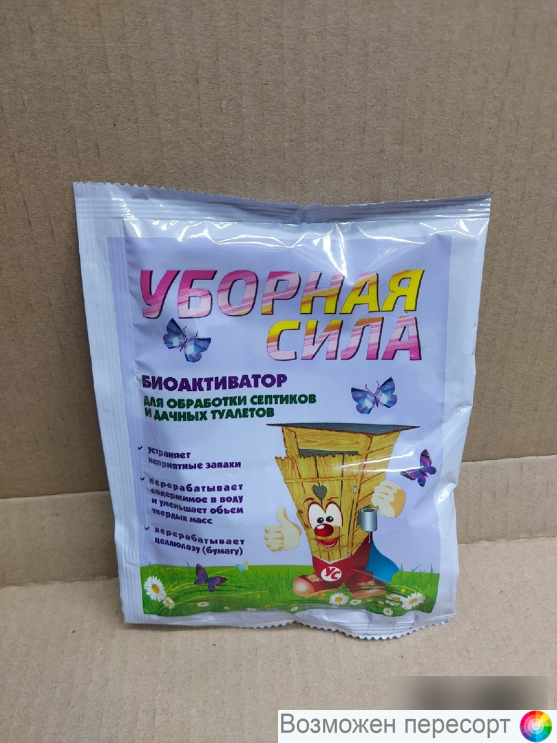 УБОРНАЯ
СИЛА
БИОАКТИВАТОР
ДЛЯ ОБРАБОТКИ СЕПТИКОВ
И ДАЧНЫХ ТУАЛЕТОВ
устраняет
неприятные запахи
перерабатывает
содержимое в воду
и уменьшает объем
твердых масс
перерабатывает
целлюлозу (бумагу)
УС
Возможен пересорт